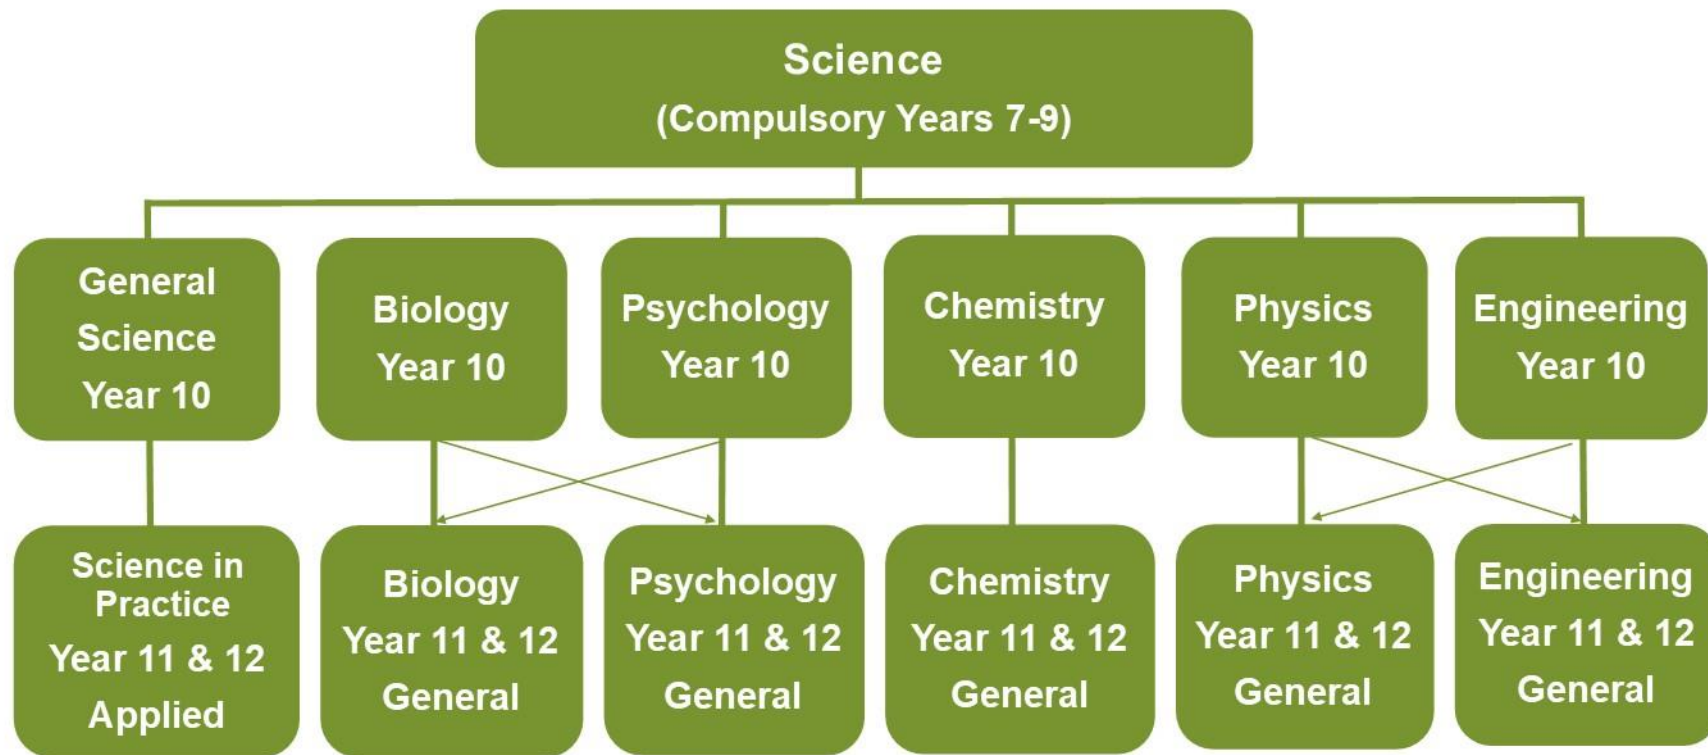 Science
(Compulsory Years 7-9)
General
Science
Year 10
Biology
Year 10
Psychology
Year 10
Chemistry
Year 10
Physics
Year 10
Engineering
Year 10
Science in
Practice
Year 11 & 12
Applied
Biology
Year 11 & 12
General
Psychology
Year 11 & 12
General
Chemistry
Year 11 & 12
General
Physics
Year 11 & 12
General
Engineering
Year 11 & 12
General